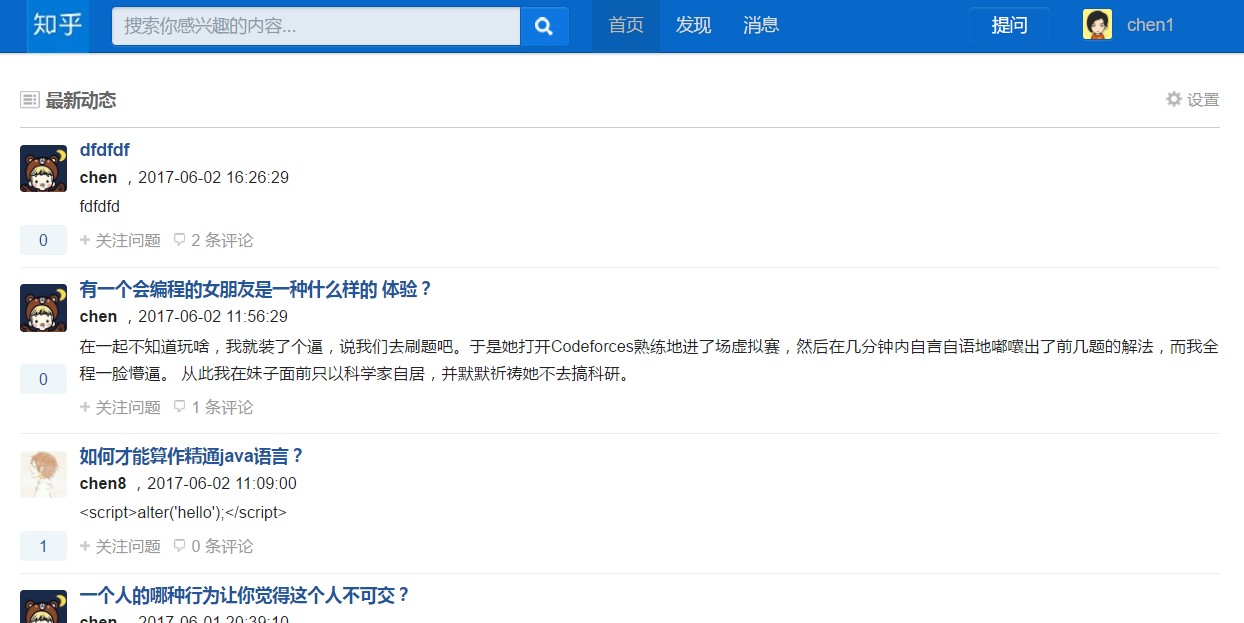 知乎 搜索你感兴趣的内容... 首页 发现 消息 提问 chen1
最新动态 设置
dfdfdf
chen ，2017-06-02 16:26:29
fdfdfd
0 + 关注问题 2 条评论
有一个会编程的女朋友是一种什么样的 体验？
chen ，2017-06-02 11:56:29
在一起不知道玩啥，我就装了个逼，说我们去刷题吧。于是她打开Codeforces熟练地进了场虚拟赛，然后在几分钟内自言自语地嘟囔出了前几题的解法，而我全
程一脸懵逼。 从此我在妹子面前只以科学家自居，并默默祈祷她不去搞科研。
0
+ 关注问题 1 条评论
如何才能算作精通java语言？
chen8 ，2017-06-02 11:09:00
<script>alter('hello');</script>
1 + 关注问题 0 条评论
一个人的哪种行为让你觉得这个人不可交？
chen ，2017-06-01 20:39:10